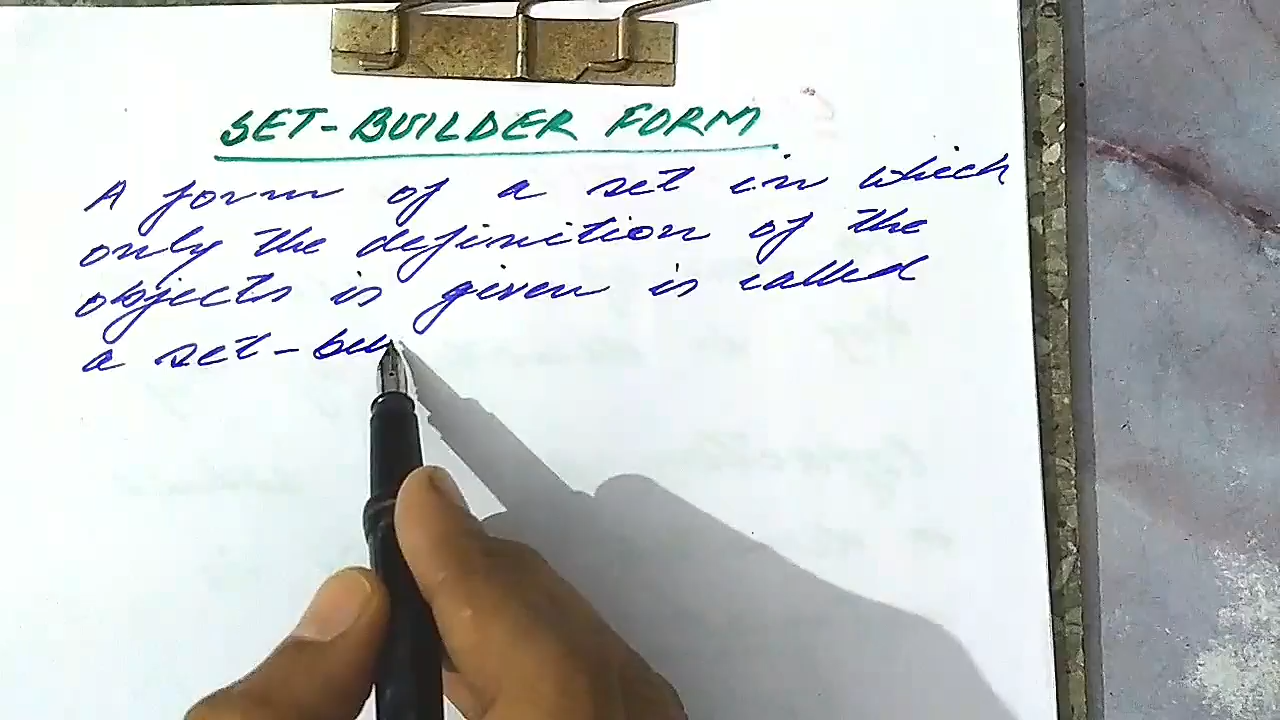 SET-BUILDER FORM
A form of a set in which
only the definition of the
objects is given is called
a set-bu